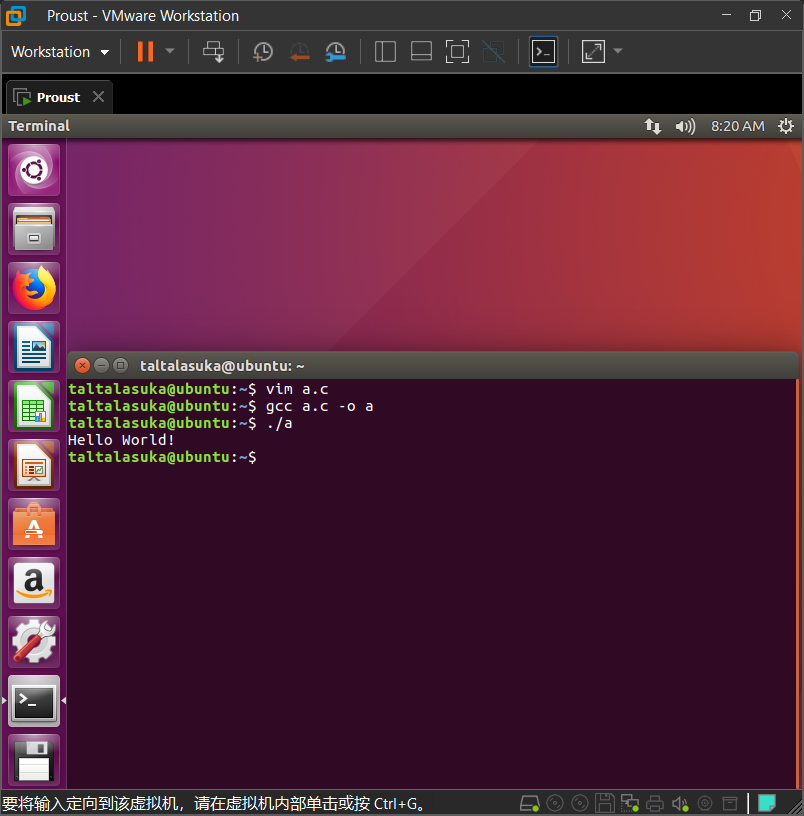 Proust - VMware Workstation
Workstation
Proust
Terminal
8:20 AM
taltalasuka@ubuntu: ~
taltalasuka@ubuntu:~$ vim a.c
taltalasuka@ubuntu:~$ gcc a.c -o a
taltalasuka@ubuntu:~$ ./a
Hello World!
taltalasuka@ubuntu:~$
要将输入定向到该虚拟机，请在虚拟机内部单击或按 Ctrl+G。